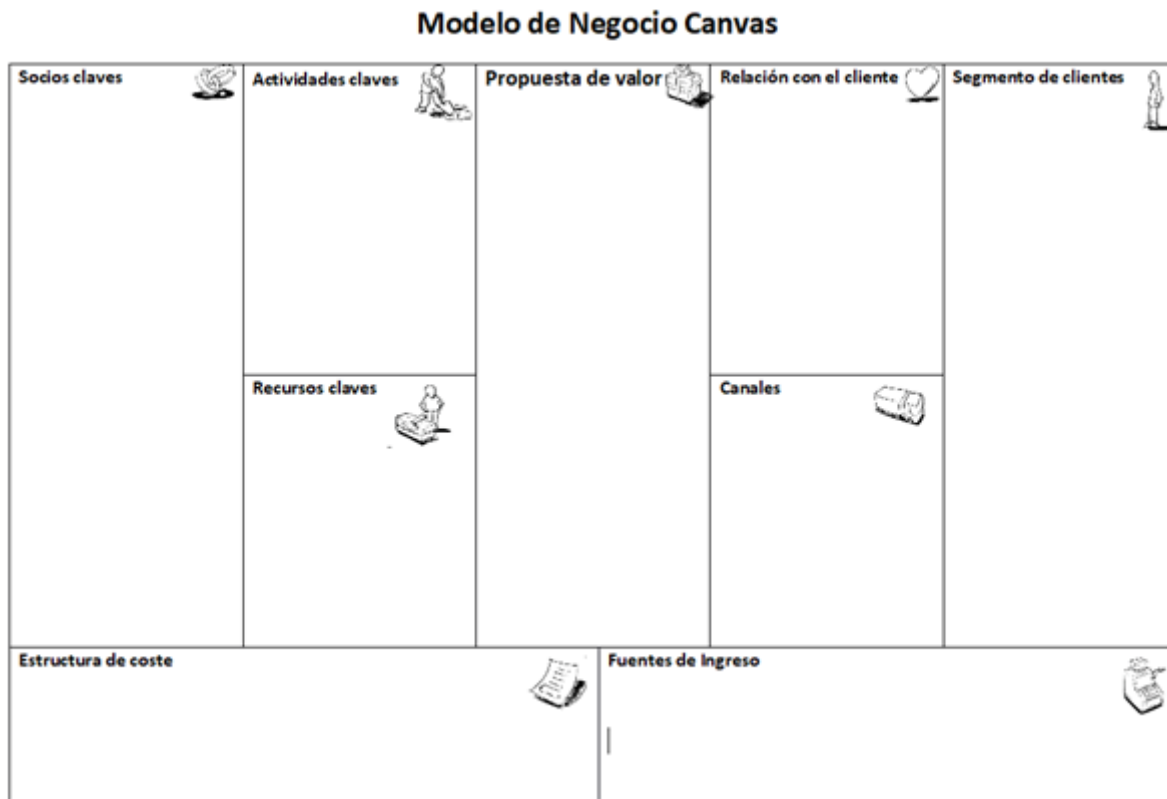 Modelo de Negocio Canvas
Socios claves
Actividades claves
Propuesta de valor
Relación con el cliente
Segmento de clientes
Recursos claves
Canales
Estructura de coste
Fuentes de Ingreso